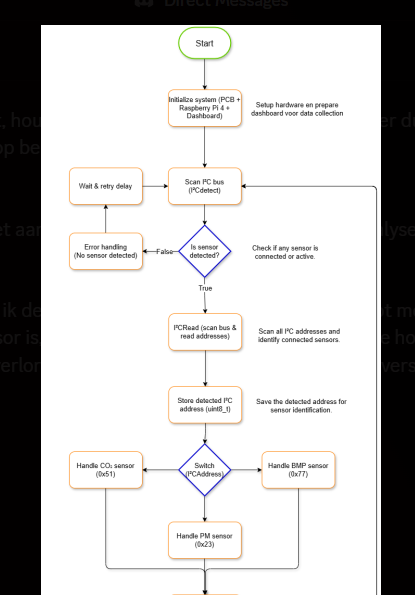 Direct Messages
Start
Initialize system (PCB +
Raspberry Pi 4 +
Dashboard)
Setup hardware en prepare
dashboard voor data collection
Wait & retry delay
Scan I²C bus
(I²Cdetect)
Error handling
(No sensor detected)
False
Is sensor
detected?
Check if any sensor is
connected or active.
True
I²CRead (scan bus &
read addresses)
Scan all I²C addresses and
identify connected sensors.
Store detected I²C
address (uint8_t)
Save the detected address for
sensor identification.
Handle CO₂ sensor
(0x51)
Switch
(I²CAddress)
Handle BMP sensor
(0x77)
Handle PM sensor
(0x23)